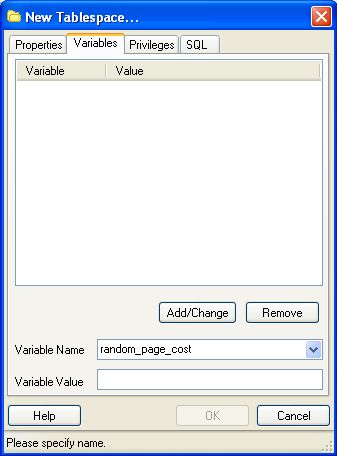 New Tablespace...
Properties Variables Privileges SQL
Variable Value
Add/Change Remove
Variable Name random_page_cost
Variable Value
Help OK Cancel
Please specify name.